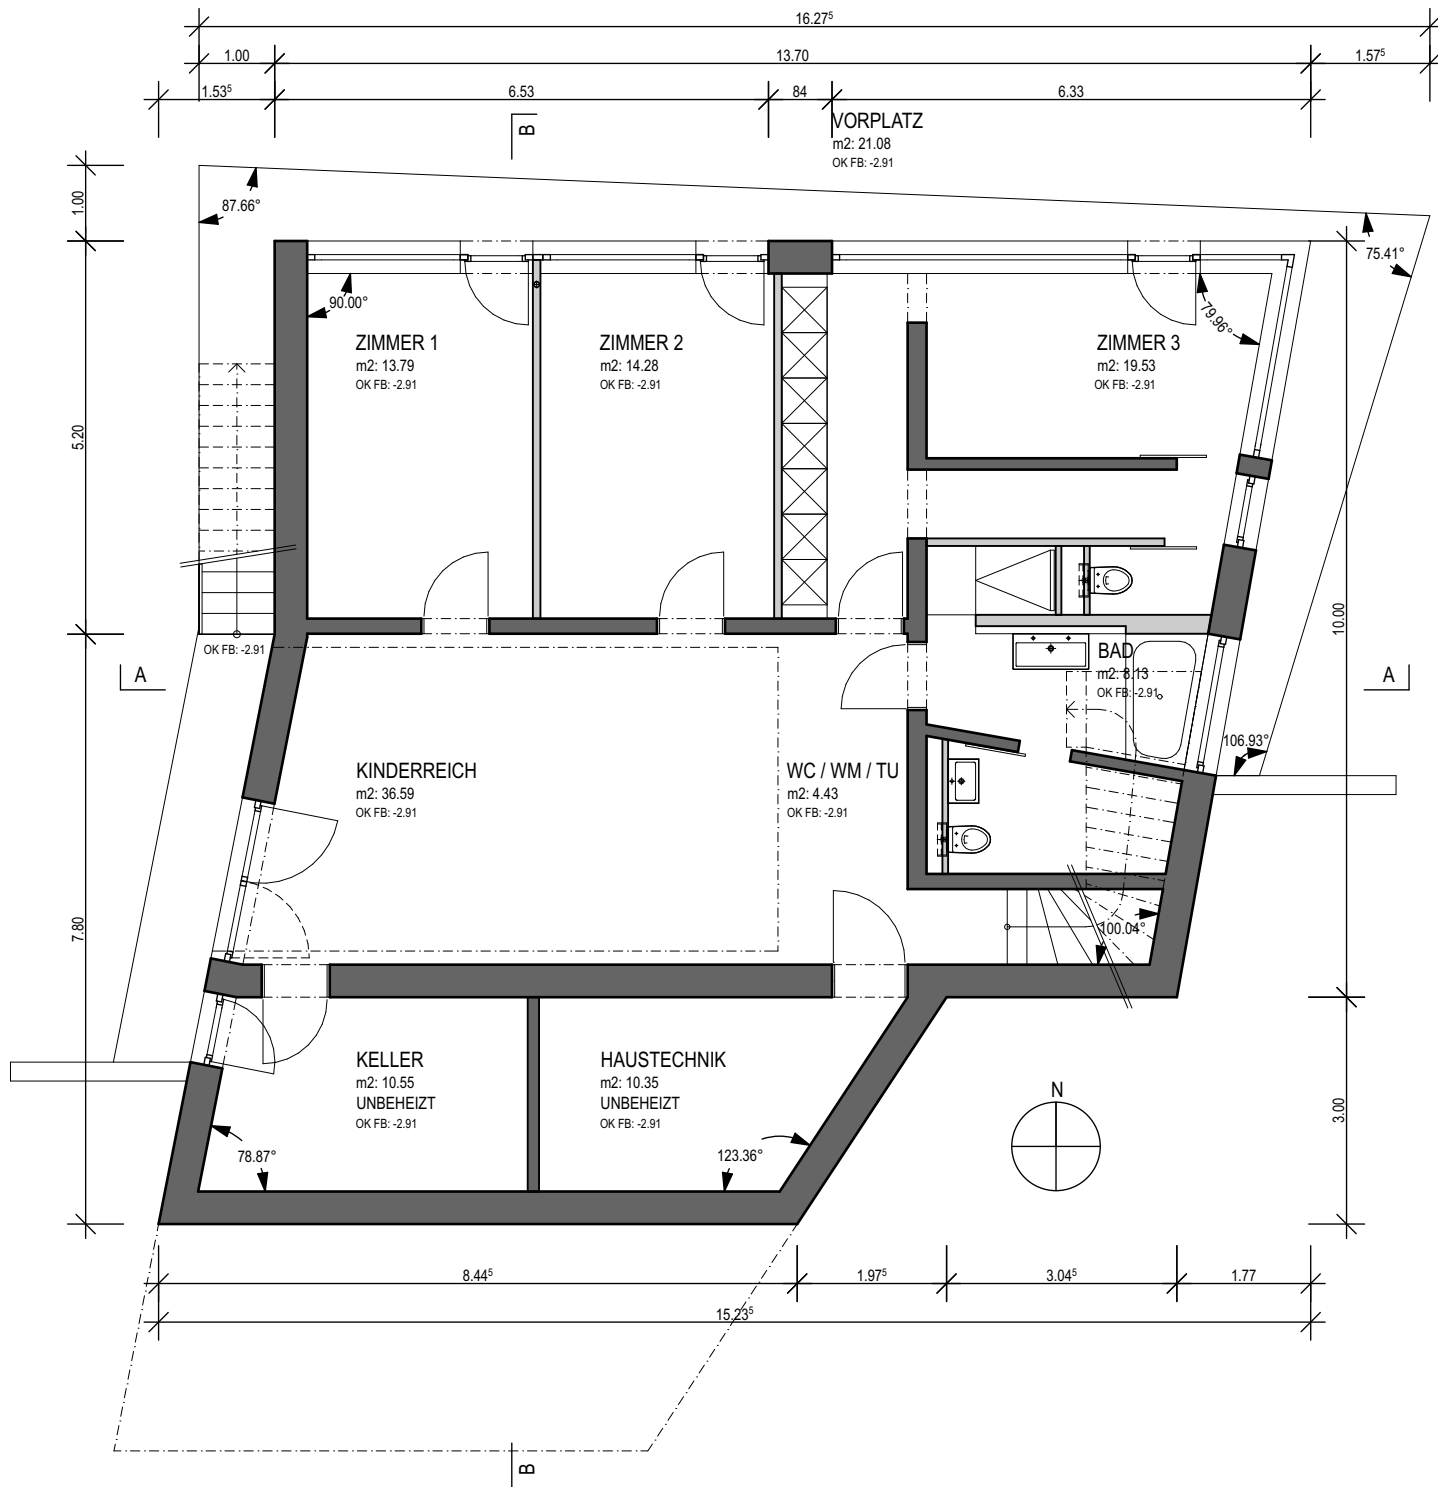 16.27⁵
1.00
13.70
1.57⁵
1.53⁵
6.53
84
6.33
B
VORPLATZ
m2: 21.08
OK FB: -2.91
1.00
87.66°
75.41°
90.00°
79.96°
ZIMMER 1
m2: 13.79
OK FB: -2.91
ZIMMER 2
m2: 14.28
OK FB: -2.91
ZIMMER 3
m2: 19.53
OK FB: -2.91
5.20
10.00
OK FB: -2.91
A
BAD
m2: 8.13
OK FB: -2.91
A
106.93°
KINDERREICH
m2: 36.59
OK FB: -2.91
WC / WM / TU
m2: 4.43
OK FB: -2.91
7.80
100.04°
KELLER
m2: 10.55
UNBEHEIZT
OK FB: -2.91
HAUSTECHNIK
m2: 10.35
UNBEHEIZT
OK FB: -2.91
N
3.00
78.87°
123.36°
8.44⁵
1.97⁵
3.04⁵
1.77
15.23⁵
B